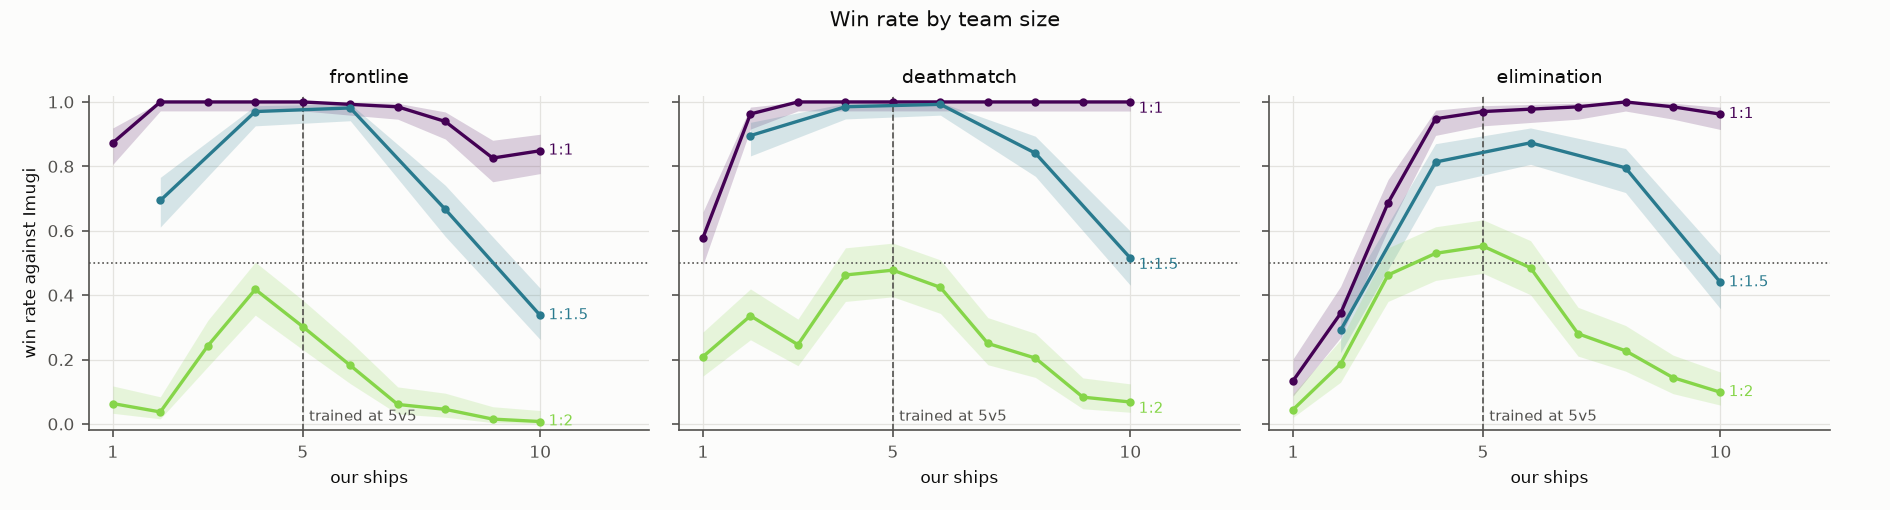 Win rate by team size
frontline
deathmatch
elimination
win rate against Imugi
1.0
0.8
0.6
0.4
0.2
0.0
1:1
1:1.5
1:2
trained at 5v5
1 5 10
our ships
1:1
1:1.5
1:2
trained at 5v5
1 5 10
our ships
1:1
1:1.5
1:2
trained at 5v5
1 5 10
our ships